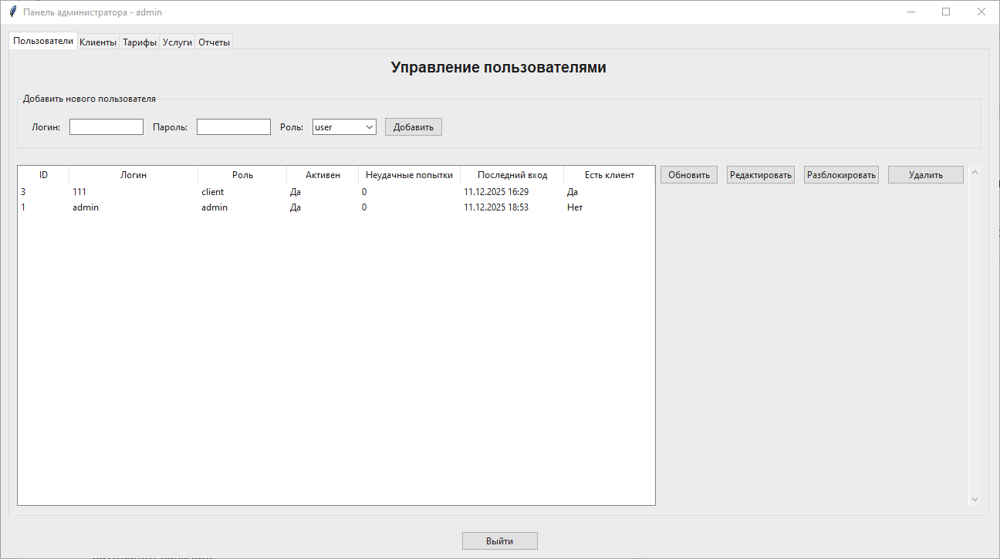 Панель администратора - admin
Пользователи Клиенты Тарифы Услуги Отчеты
Управление пользователями
Добавить нового пользователя
Логин: Пароль: Роль: user Добавить
ID Логин Роль Активен Неудачные попытки Последний вход Есть клиент Обновить Редактировать Разблокировать Удалить
3 111 client Да 0 11.12.2025 16:29 Да
1 admin admin Да 0 11.12.2025 18:53 Нет
Выйти